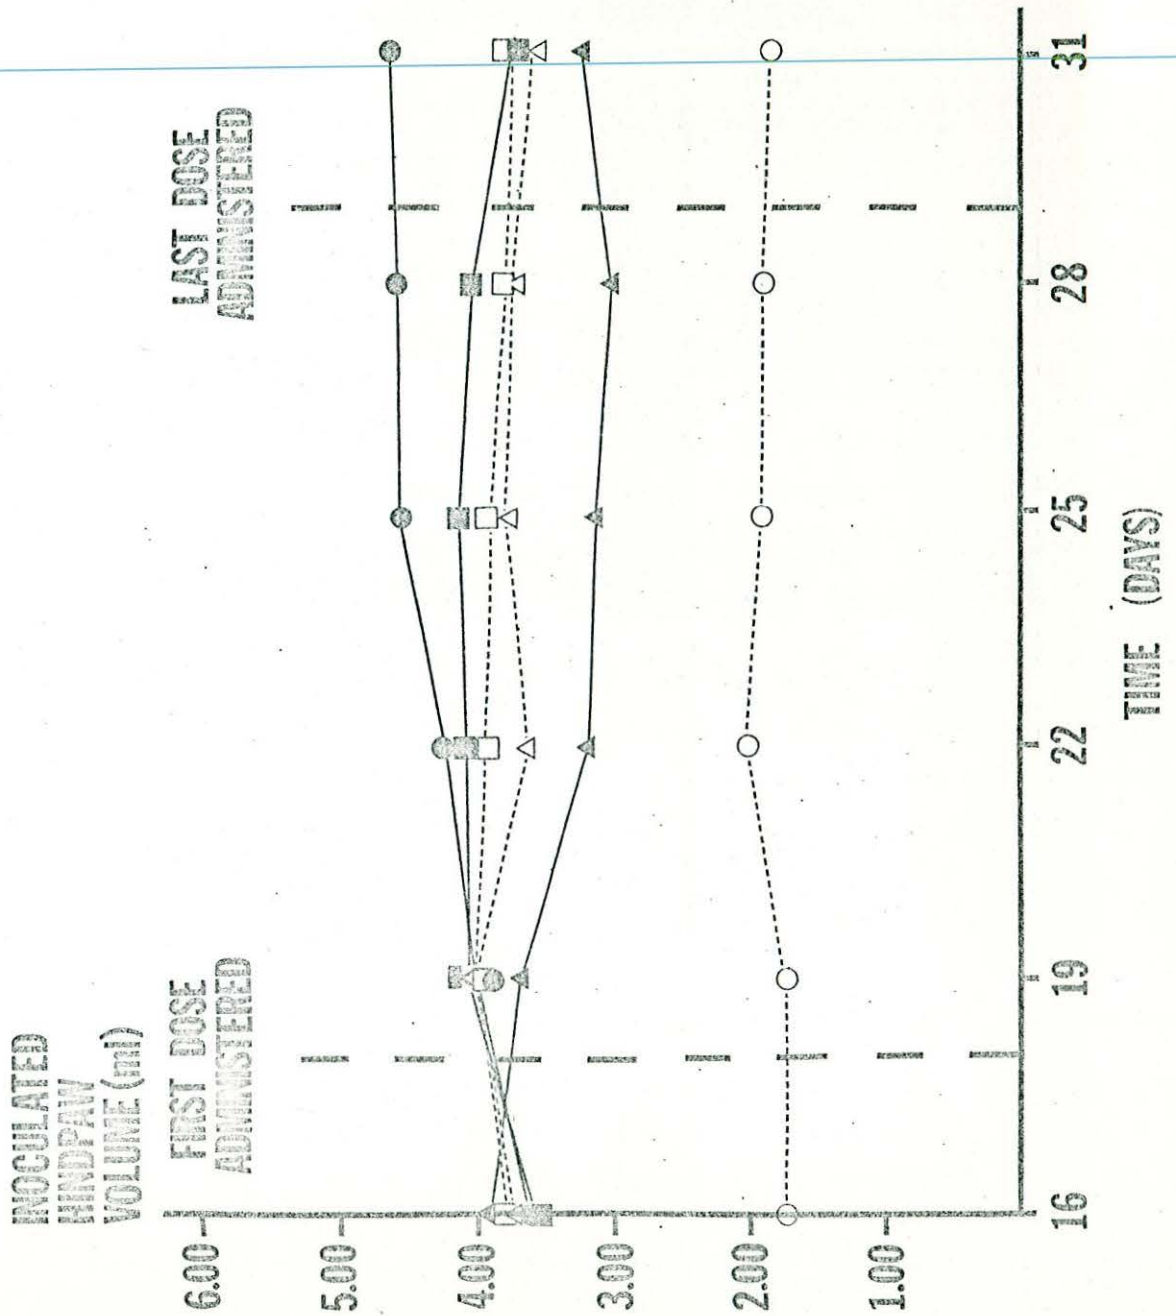 INOCULATED
HINDPAW
VOLUME (ml)
FIRST DOSE
ADMINISTERED
LAST DOSE
ADMINISTERED
6.00
5.00
4.00
3.00
2.00
1.00
16
19
22
25
28
31
TIME (DAYS)